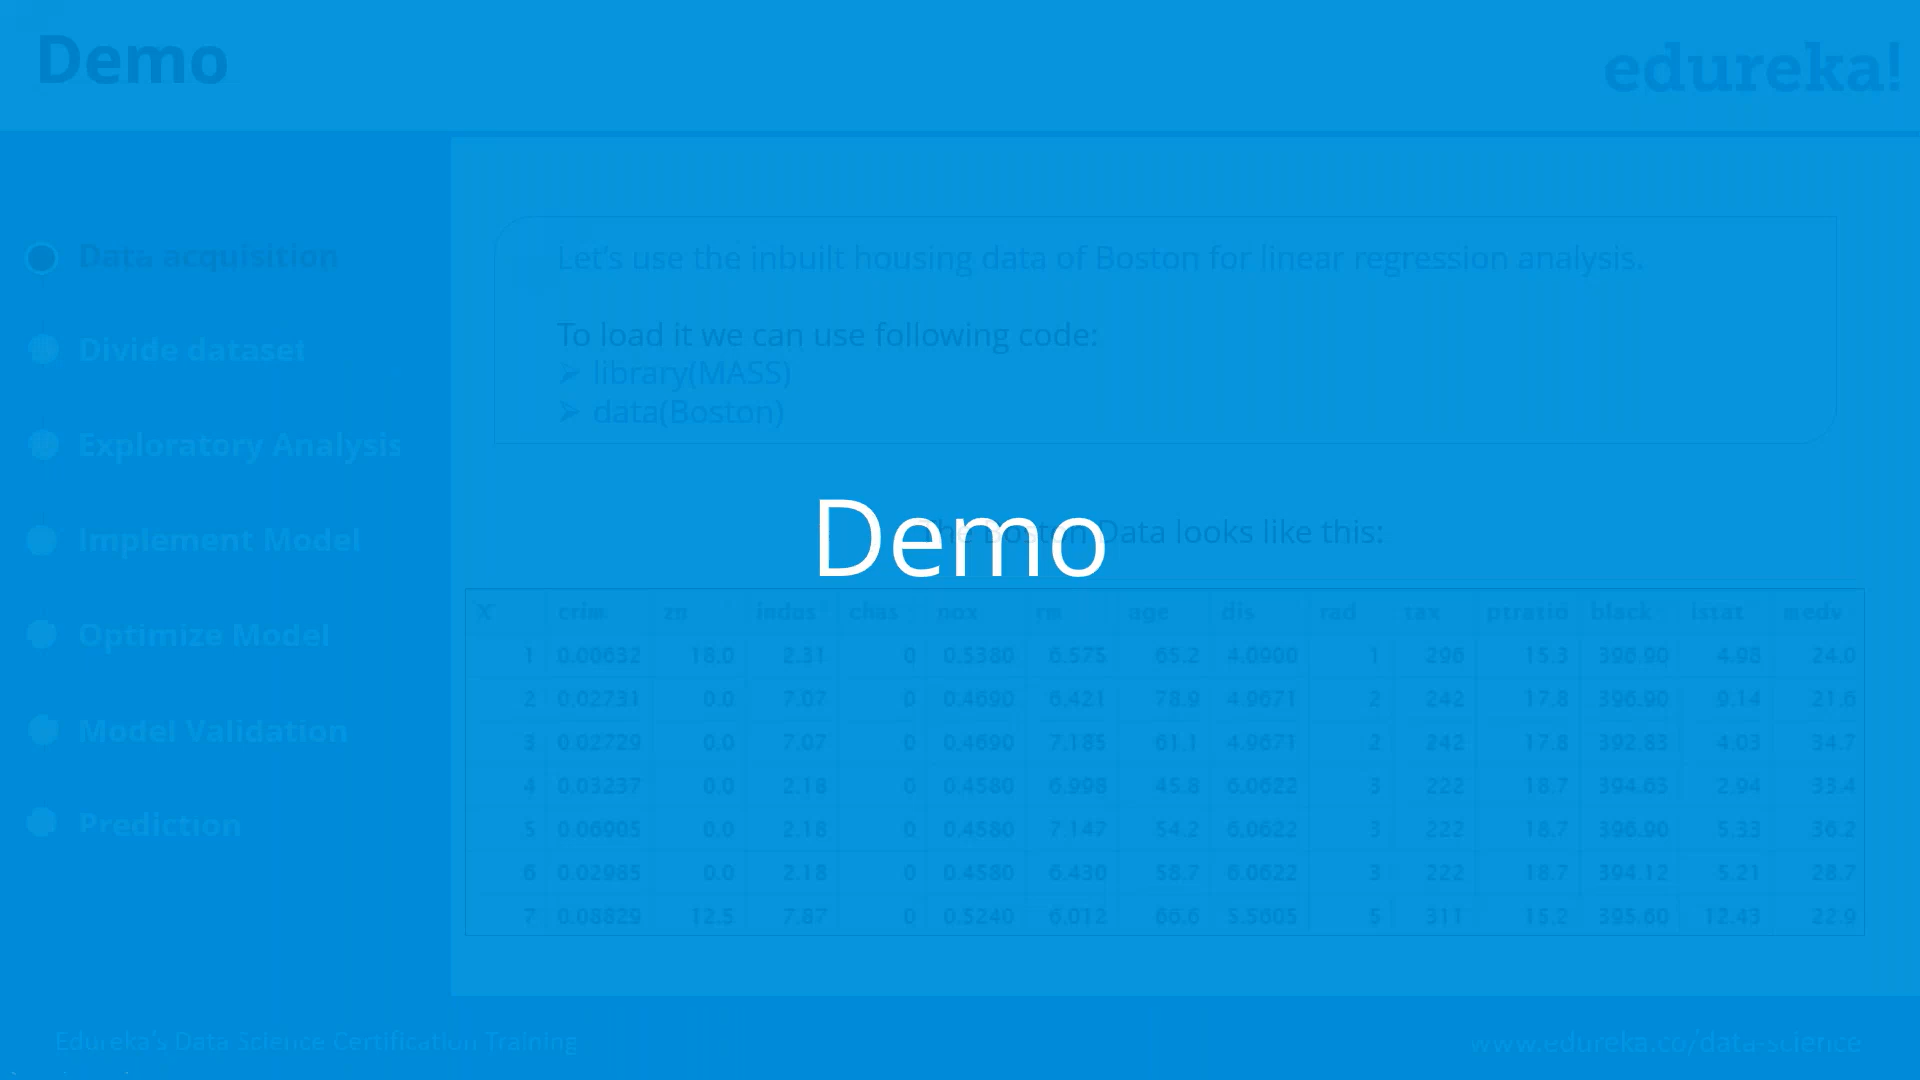 Demo
edureka!
Data acquisition
Divide dataset
Exploratory Analysis
Implement Model
Optimize Model
Model Validation
Prediction
Let's use the inbuilt housing data of Boston for linear regression analysis.
To load it we can use following code:
➢ library(MASS)
➢ data(Boston)
Demo
The Boston Data looks like this:
X crim zn indus chas nox rm age dis rad tax ptratio black lstat medv
1 0.00632 18.0 2.31 0 0.5380 6.575 65.2 4.0900 1 296 15.3 396.90 4.98 24.0
2 0.02731 0.0 7.07 0 0.4690 6.421 78.9 4.9671 2 242 17.8 396.90 9.14 21.6
3 0.02729 0.0 7.07 0 0.4690 7.185 61.1 4.9671 2 242 17.8 392.83 4.03 34.7
4 0.03237 0.0 2.18 0 0.4580 6.998 45.8 6.0622 3 222 18.7 394.63 2.94 33.4
5 0.06905 0.0 2.18 0 0.4580 7.147 54.2 6.0622 3 222 18.7 396.90 5.33 36.2
6 0.02985 0.0 2.18 0 0.4580 6.430 58.7 6.0622 3 222 18.7 394.12 5.21 28.7
7 0.08829 12.5 7.87 0 0.5240 6.012 66.6 5.5605 5 311 15.2 395.60 12.43 22.9
Edureka's Data Science Certification Training
www.edureka.co/data-science